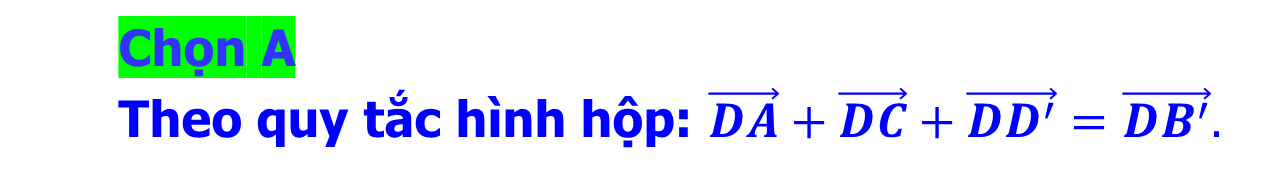 Chọn A
Theo quy tắc hình hộp: $\overrightarrow{DA} + \overrightarrow{DC} + \overrightarrow{DD'} = \overrightarrow{DB'}$.